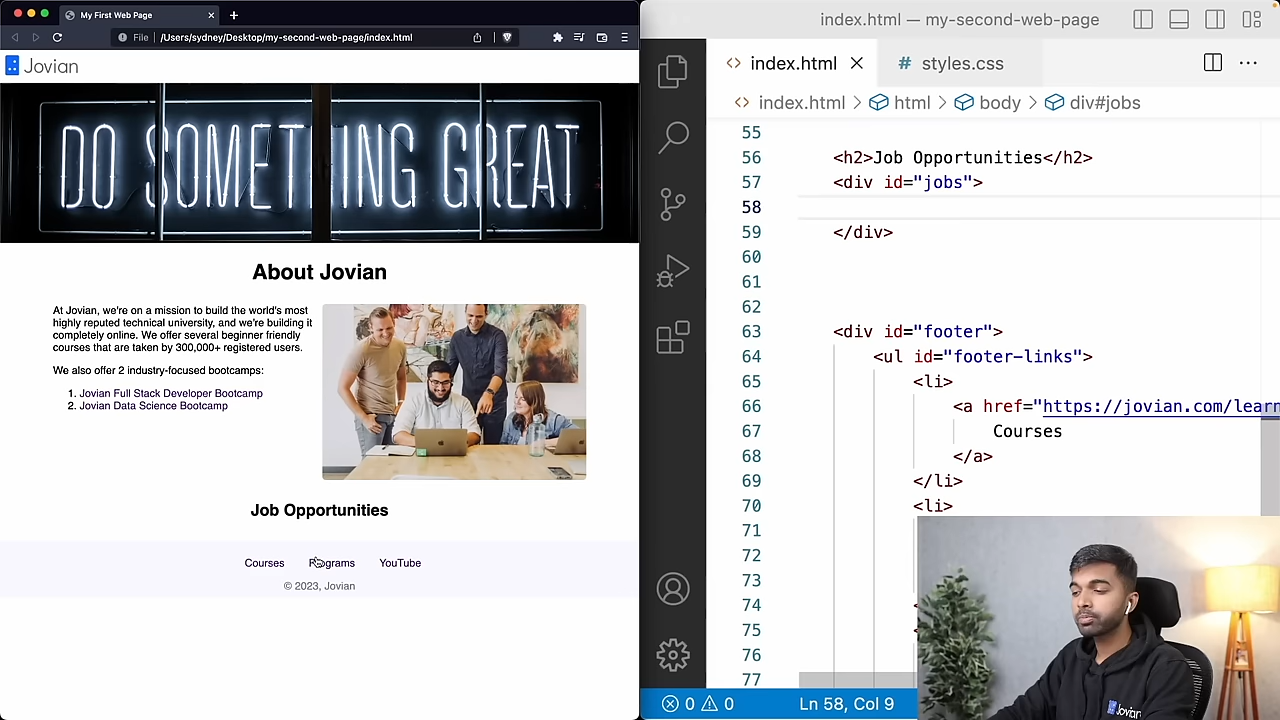 My First Web Page
File /Users/sydney/Desktop/my-second-web-page/index.html
Jovian
DO SOMETHING GREAT
About Jovian
At Jovian, we're on a mission to build the world's most
highly reputed technical university, and we're building it
completely online. We offer several beginner friendly
courses that are taken by 300,000+ registered users.
We also offer 2 industry-focused bootcamps:
1. Jovian Full Stack Developer Bootcamp
2. Jovian Data Science Bootcamp
Job Opportunities
Courses Programs YouTube
© 2023, Jovian
index.html — my-second-web-page
index.html styles.css
index.html > html > body > div#jobs
55
56 <h2>Job Opportunities</h2>
57 <div id="jobs">
58
59 </div>
60
61
62
63 <div id="footer">
64 <ul id="footer-links">
65 <li>
66 <a href="https://jovian.com/learn
67 Courses
68 </a>
69 </li>
70 <li>
71
72
73
74 <
75
76
77
0 0 Ln 58, Col 9
Jovian